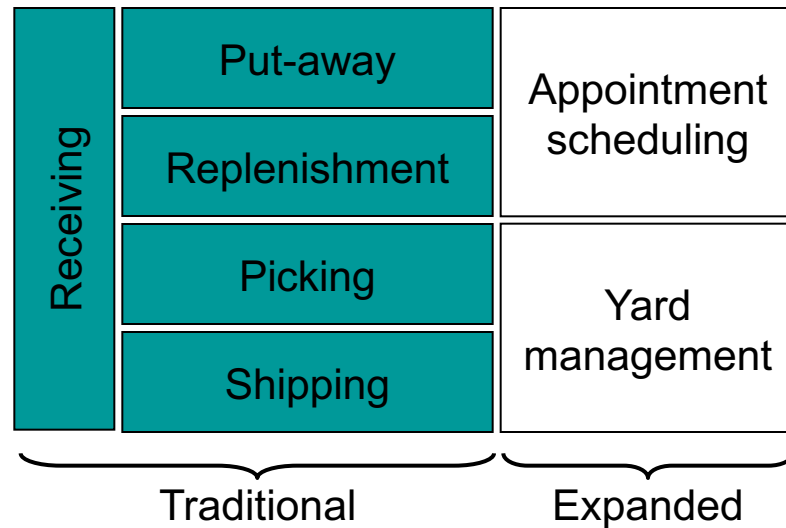 Receiving
Put-away
Replenishment
Picking
Shipping
Appointment
scheduling
Yard
management
Traditional
Expanded